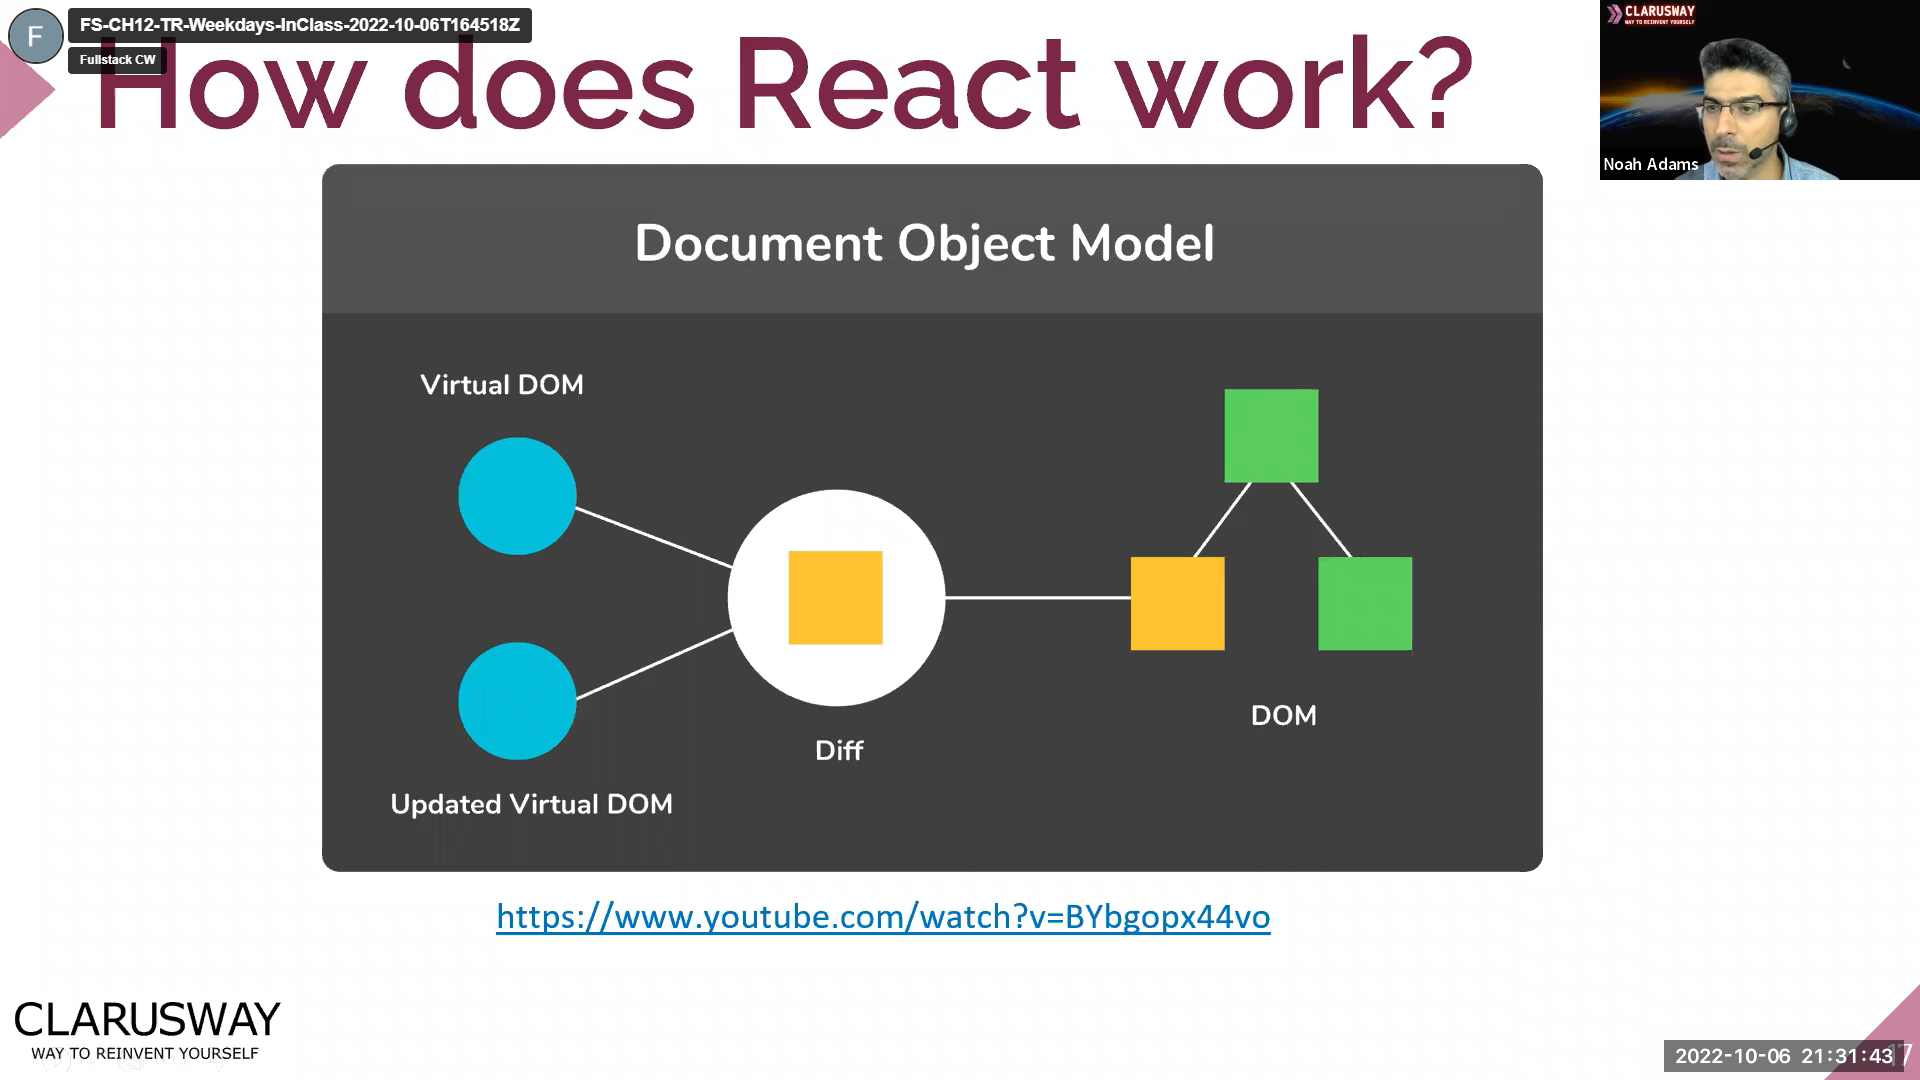 F
FS-CH12-TR-Weekdays-InClass-2022-10-06T164518Z
Fullstack CW
How does React work?
CLARUSWAY
WAY TO REINVENT YOURSELF
Noah Adams
Document Object Model
Virtual DOM
Updated Virtual DOM
Diff
DOM
https://www.youtube.com/watch?v=BYbgopx44vo
CLARUSWAY
WAY TO REINVENT YOURSELF
2022-10-06 21:31:43
17